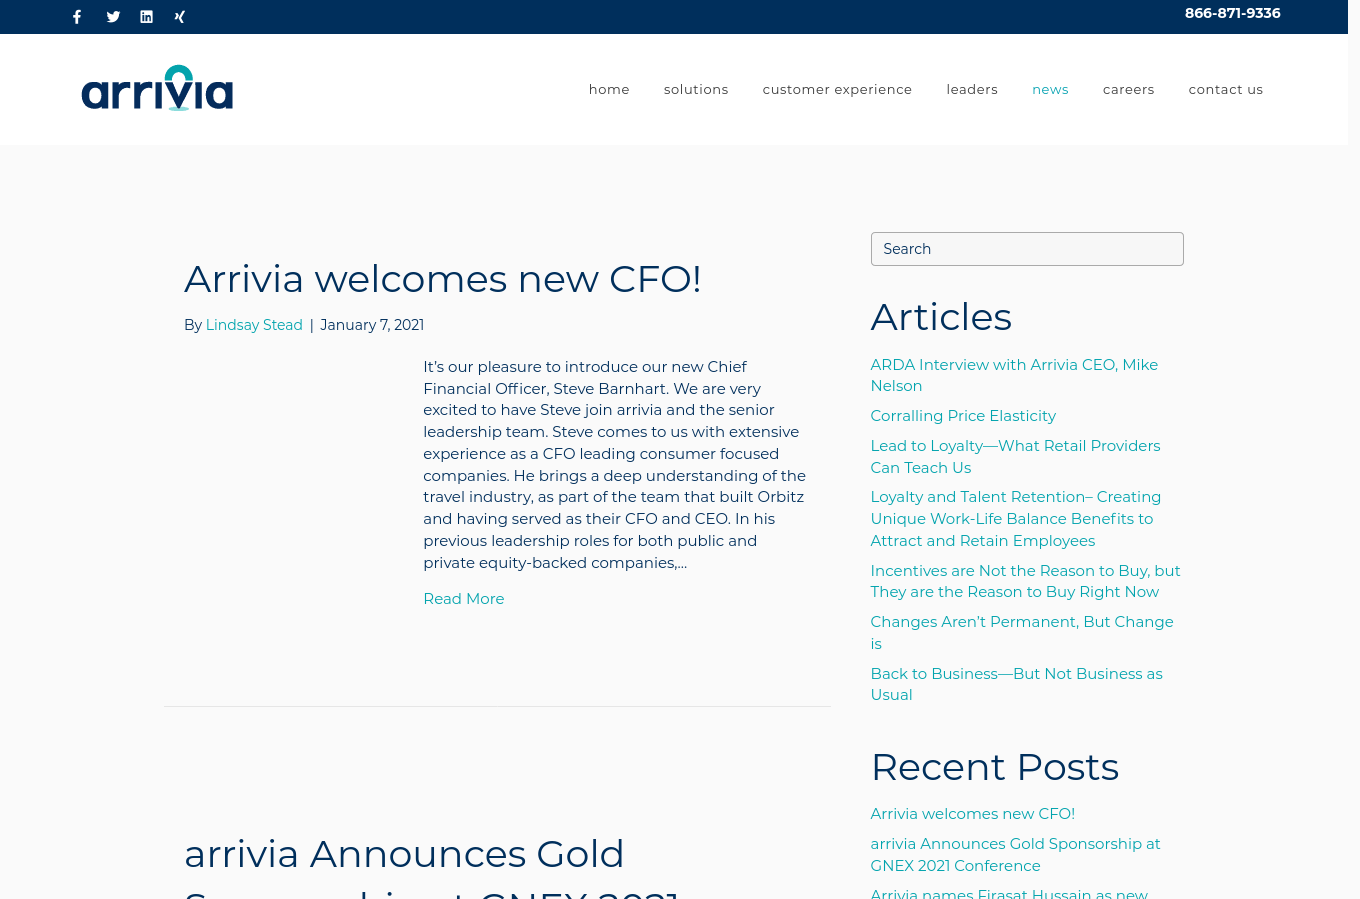 866-871-9336
arrivia
home solutions customer experience leaders news careers contact us
Arrivia welcomes new CFO!
By Lindsay Stead | January 7, 2021
It's our pleasure to introduce our new Chief
Financial Officer, Steve Barnhart. We are very
excited to have Steve join arrivia and the senior
leadership team. Steve comes to us with extensive
experience as a CFO leading consumer focused
companies. He brings a deep understanding of the
travel industry, as part of the team that built Orbitz
and having served as their CFO and CEO. In his
previous leadership roles for both public and
private equity-backed companies,...
Read More
arrivia Announces Gold
Sponsorship at GNEX 2021
Search
Articles
ARDA Interview with Arrivia CEO, Mike
Nelson
Corralling Price Elasticity
Lead to Loyalty—What Retail Providers
Can Teach Us
Loyalty and Talent Retention– Creating
Unique Work-Life Balance Benefits to
Attract and Retain Employees
Incentives are Not the Reason to Buy, but
They are the Reason to Buy Right Now
Changes Aren't Permanent, But Change
is
Back to Business—But Not Business as
Usual
Recent Posts
Arrivia welcomes new CFO!
arrivia Announces Gold Sponsorship at
GNEX 2021 Conference
Arrivia names Firasat Hussain as new